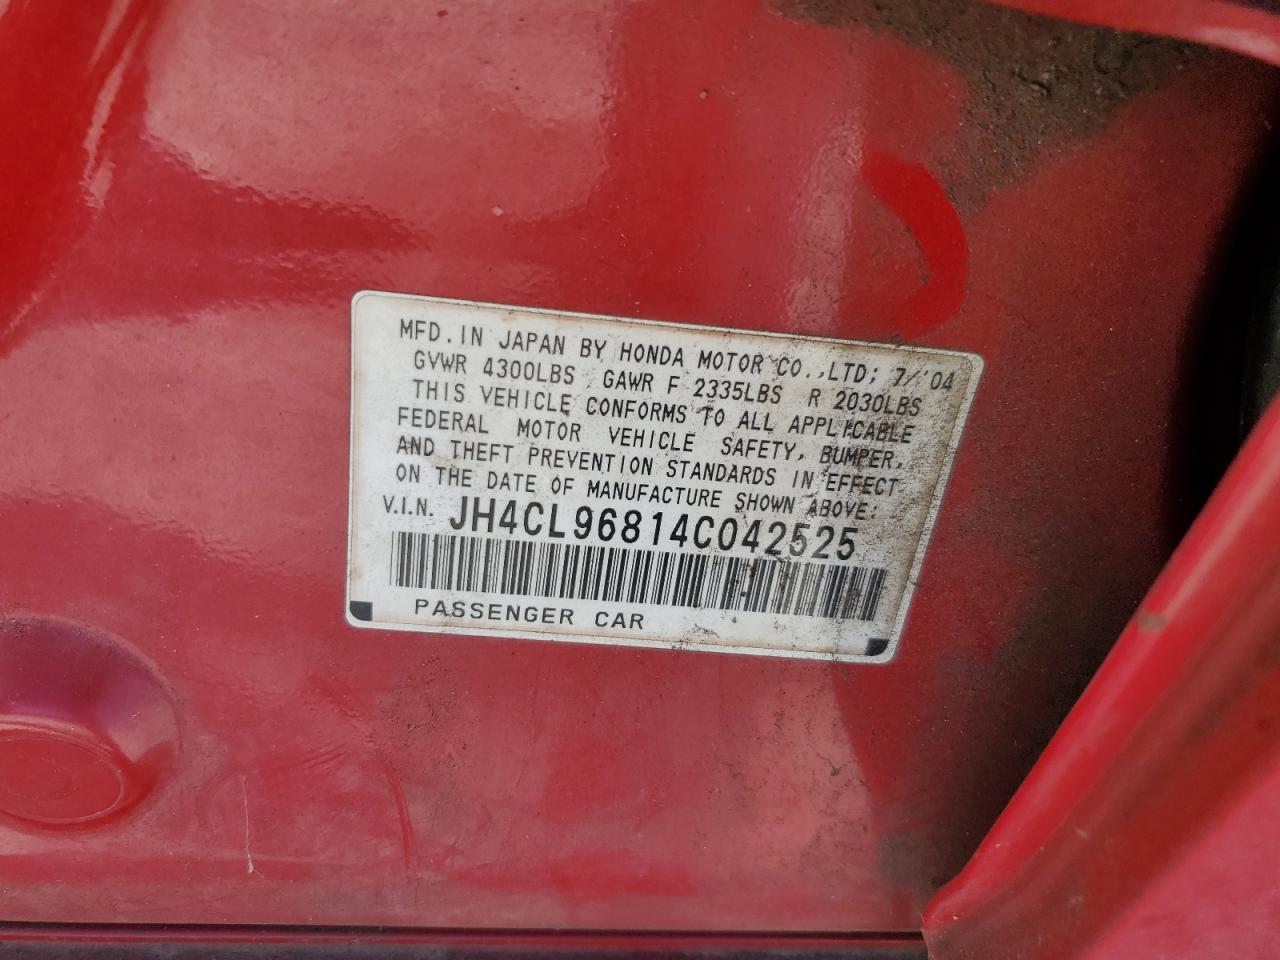 MFD. IN JAPAN BY HONDA MOTOR CO.,LTD; 7/'04
GVWR 4300LBS GAWR F 2335LBS R 2030LBS
THIS VEHICLE CONFORMS TO ALL APPLICABLE
FEDERAL MOTOR VEHICLE SAFETY, BUMPER,
AND THEFT PREVENTION STANDARDS IN EFFECT
ON THE DATE OF MANUFACTURE SHOWN ABOVE:
V.I.N. JH4CL96814C042525
PASSENGER CAR